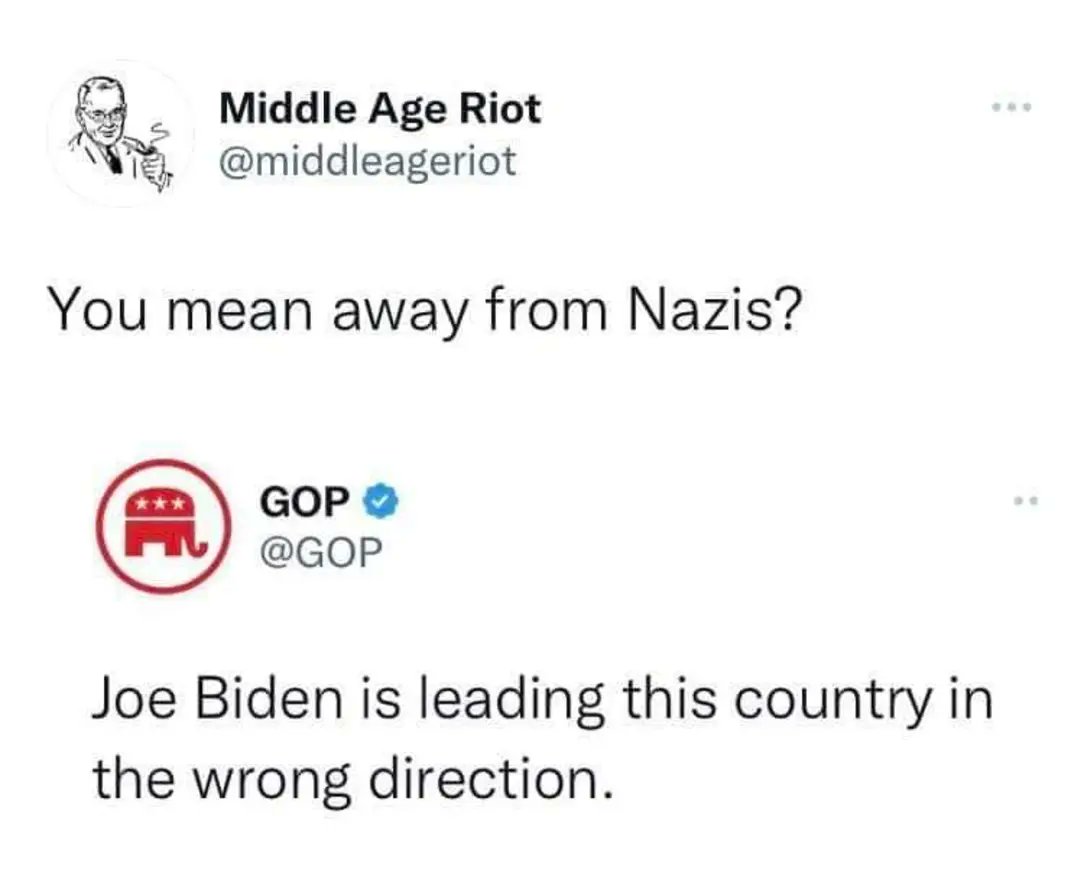 Middle Age Riot
@middleageriot
You mean away from Nazis?
GOP
@GOP
Joe Biden is leading this country in
the wrong direction.